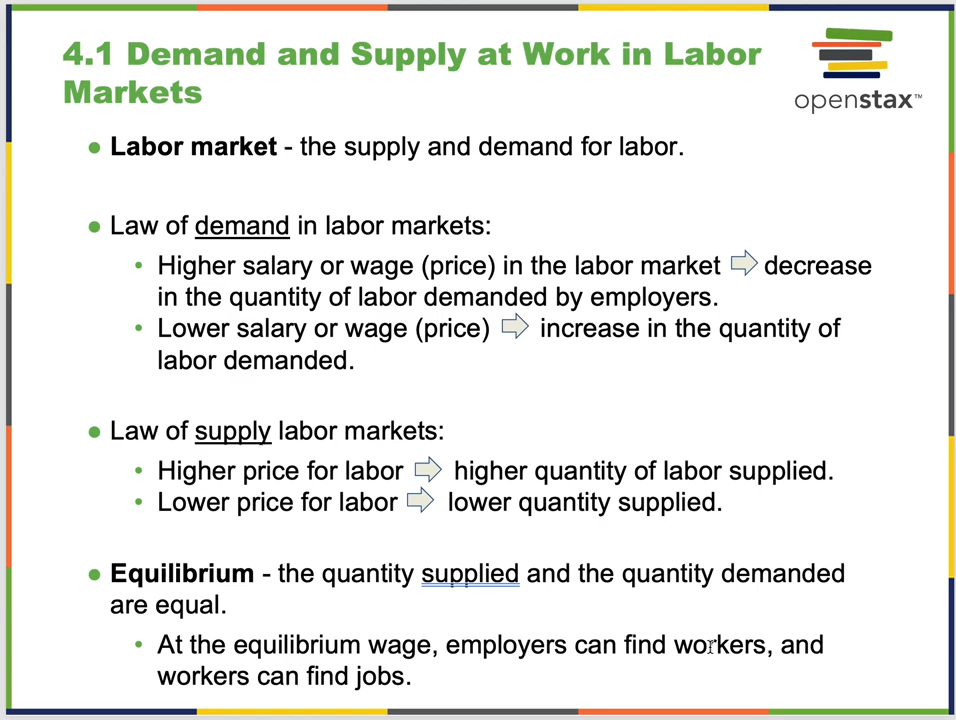 4.1 Demand and Supply at Work in Labor
Markets
openstax™
● Labor market - the supply and demand for labor.
● Law of demand in labor markets:
• Higher salary or wage (price) in the labor market ⇨ decrease
in the quantity of labor demanded by employers.
• Lower salary or wage (price) ⇨ increase in the quantity of
labor demanded.
● Law of supply labor markets:
• Higher price for labor ⇨ higher quantity of labor supplied.
• Lower price for labor ⇨ lower quantity supplied.
● Equilibrium - the quantity supplied and the quantity demanded
are equal.
• At the equilibrium wage, employers can find workers, and
workers can find jobs.